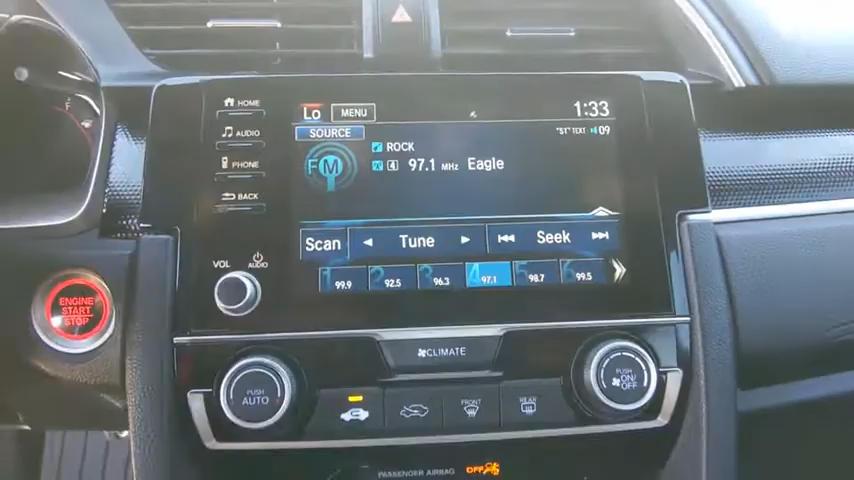 HOME
AUDIO
PHONE
BACK
VOL
AUDIO
Lo
MENU
1:33
SOURCE
"ST" TEXT
09
FM
ROCK
4
97.1 MHz
Eagle
Scan
Tune
Seek
1 99.9
2 92.5
3 96.3
4 97.1
5 98.7
6 99.5
ENGINE
START
STOP
F
CLIMATE
PUSH
AUTO
FRONT
REAR
PUSH
ON/
OFF
PASSENGER AIRBAG
OFF